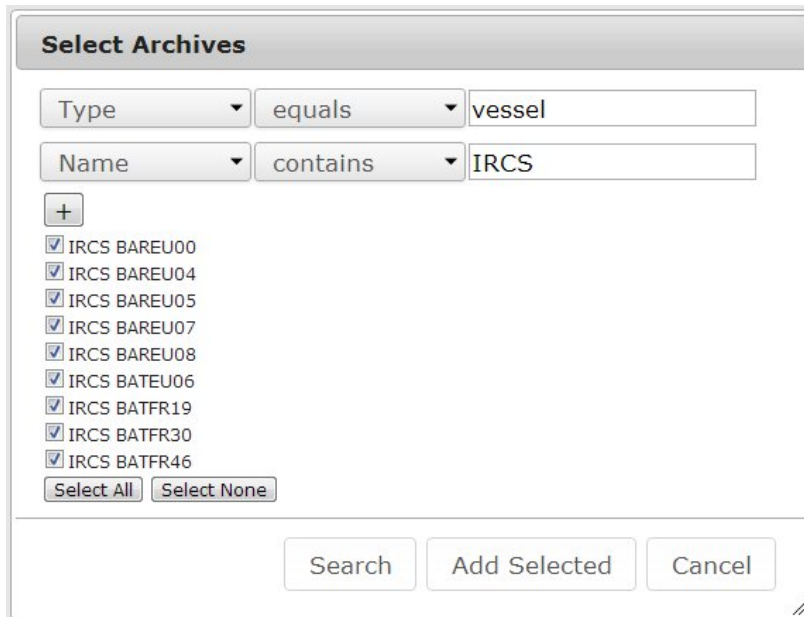 Select Archives
Type equals vessel
Name contains IRCS
+
IRCS BAREU00
IRCS BAREU04
IRCS BAREU05
IRCS BAREU07
IRCS BAREU08
IRCS BATEU06
IRCS BATFR19
IRCS BATFR30
IRCS BATFR46
Select All Select None
Search Add Selected Cancel